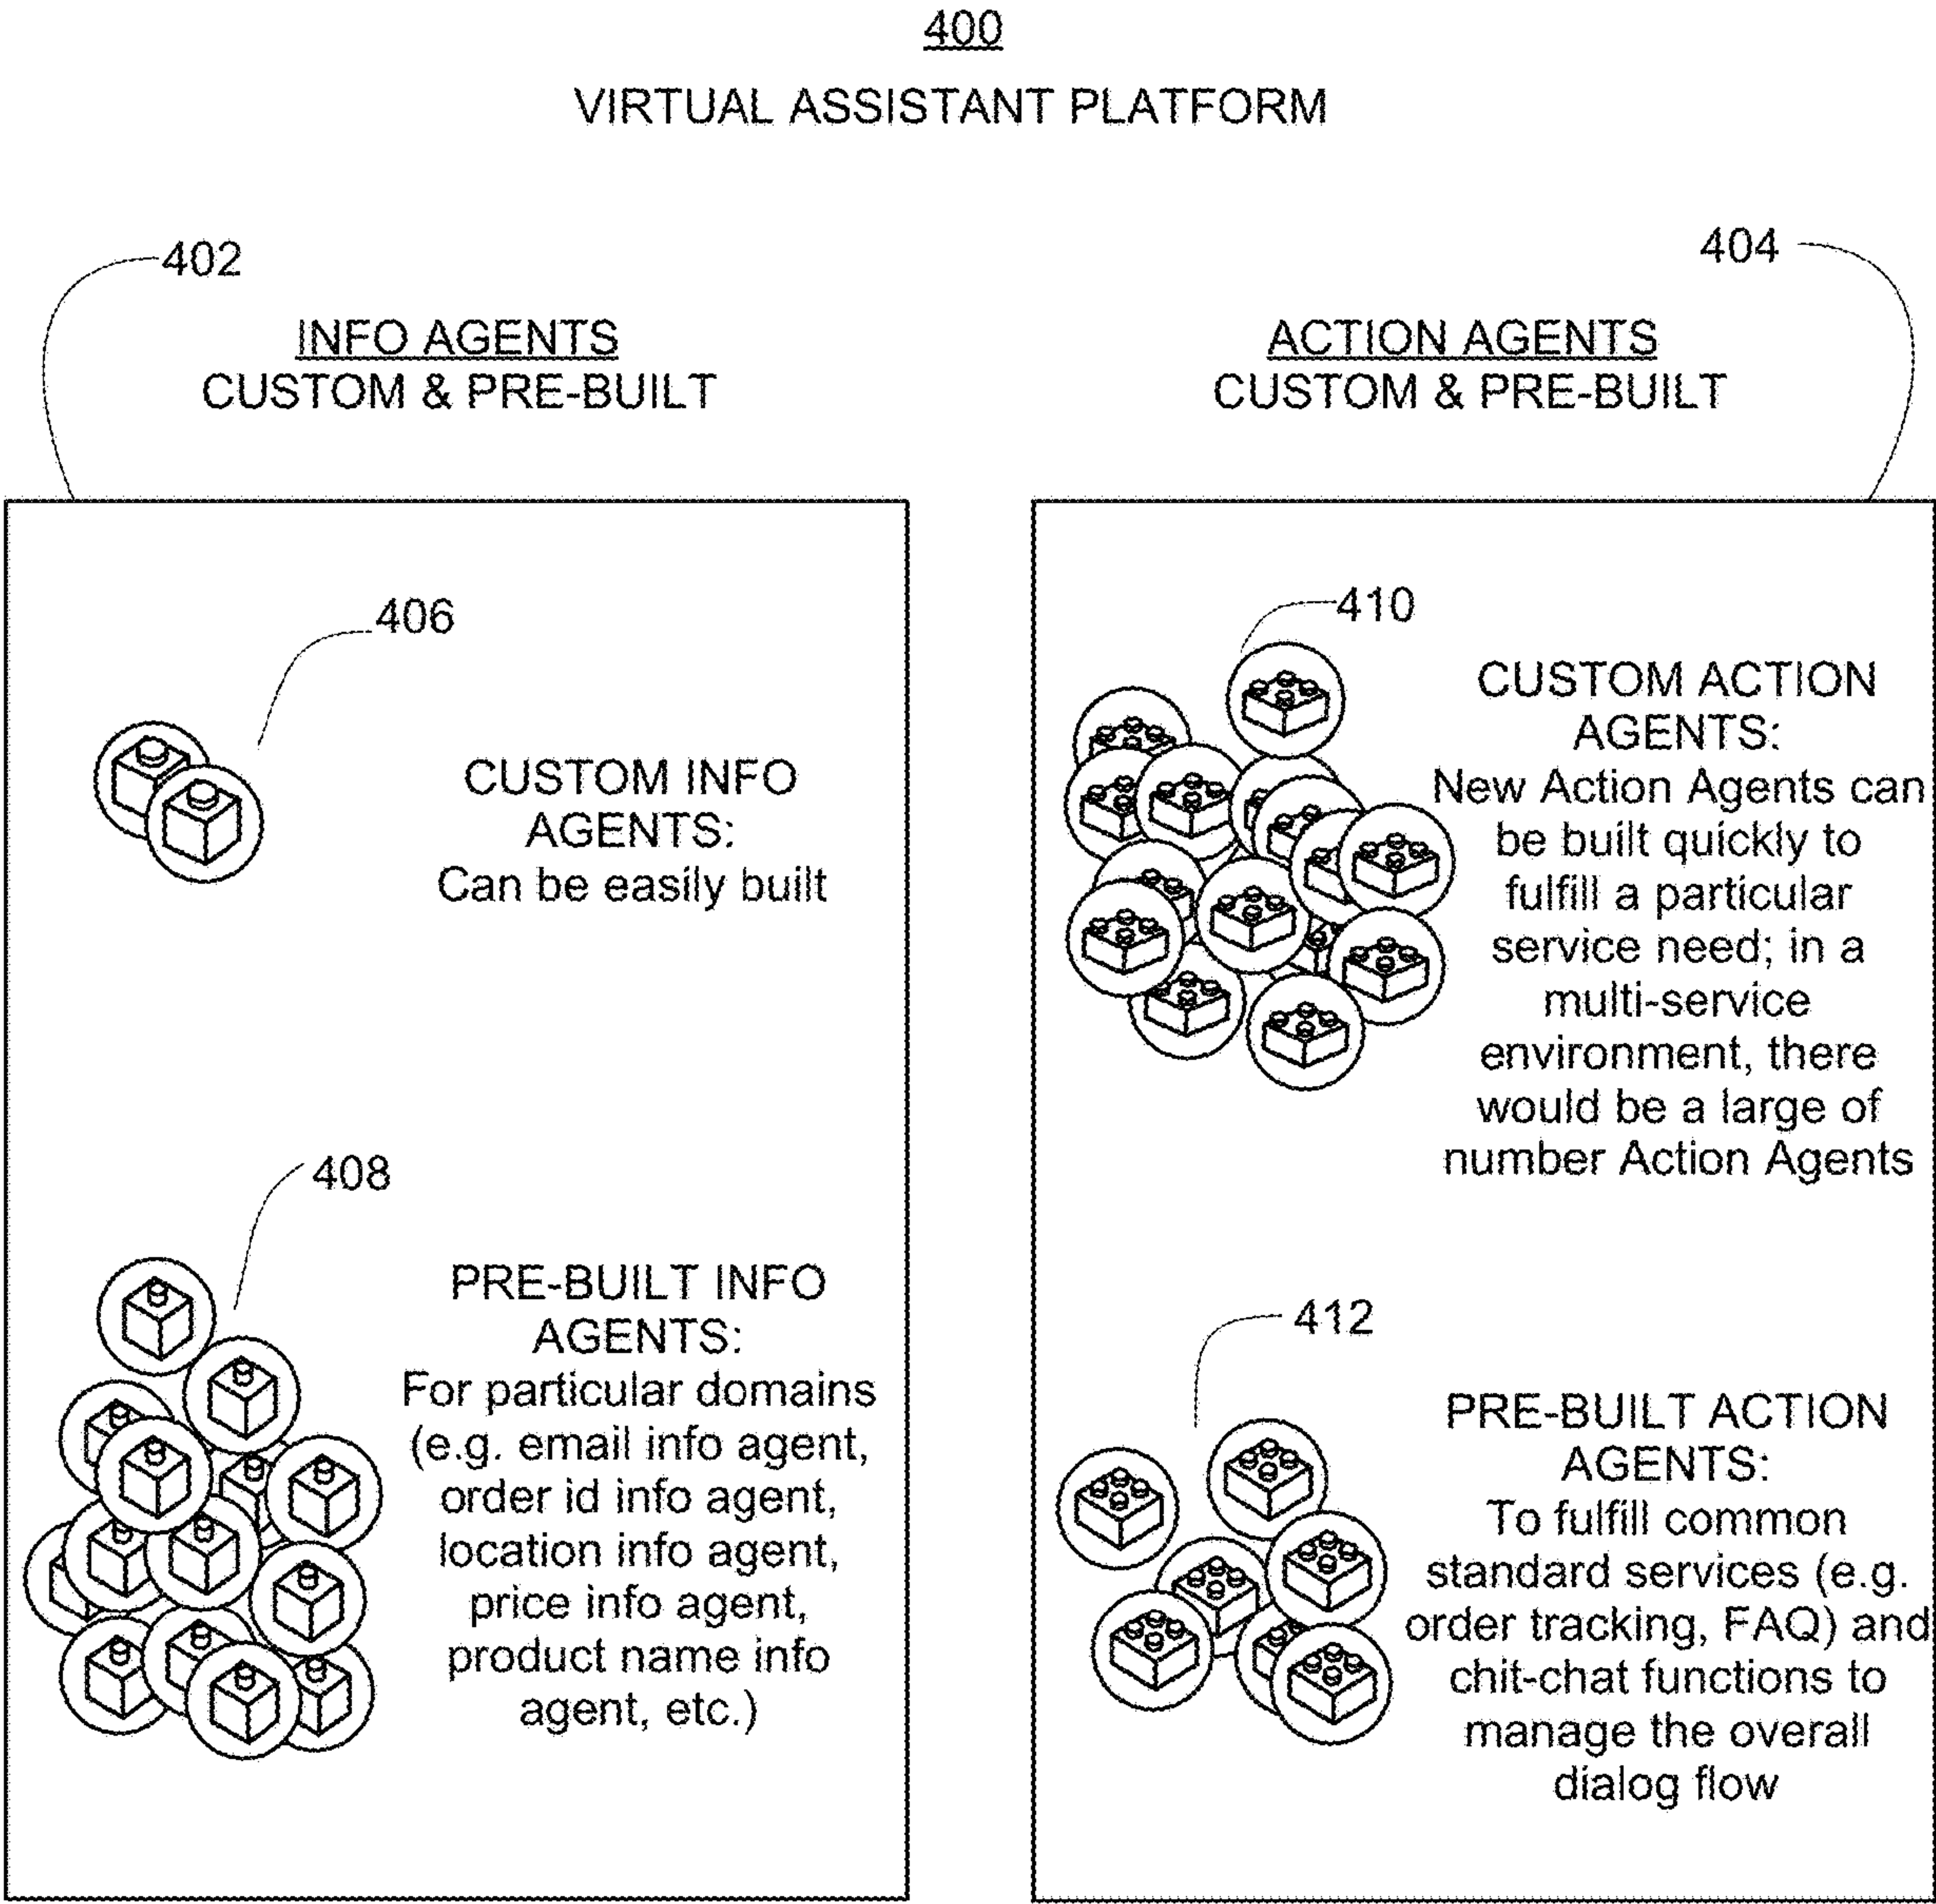 400
VIRTUAL ASSISTANT PLATFORM
402
INFO AGENTS
CUSTOM & PRE-BUILT
406
CUSTOM INFO
AGENTS:
Can be easily built
408
PRE-BUILT INFO
AGENTS:
For particular domains
(e.g. email info agent,
order id info agent,
location info agent,
price info agent,
product name info
agent, etc.)
404
ACTION AGENTS
CUSTOM & PRE-BUILT
410
CUSTOM ACTION
AGENTS:
New Action Agents can
be built quickly to
fulfill a particular
service need; in a
multi-service
environment, there
would be a large of
number Action Agents
412
PRE-BUILT ACTION
AGENTS:
To fulfill common
standard services (e.g.
order tracking, FAQ) and
chit-chat functions to
manage the overall
dialog flow